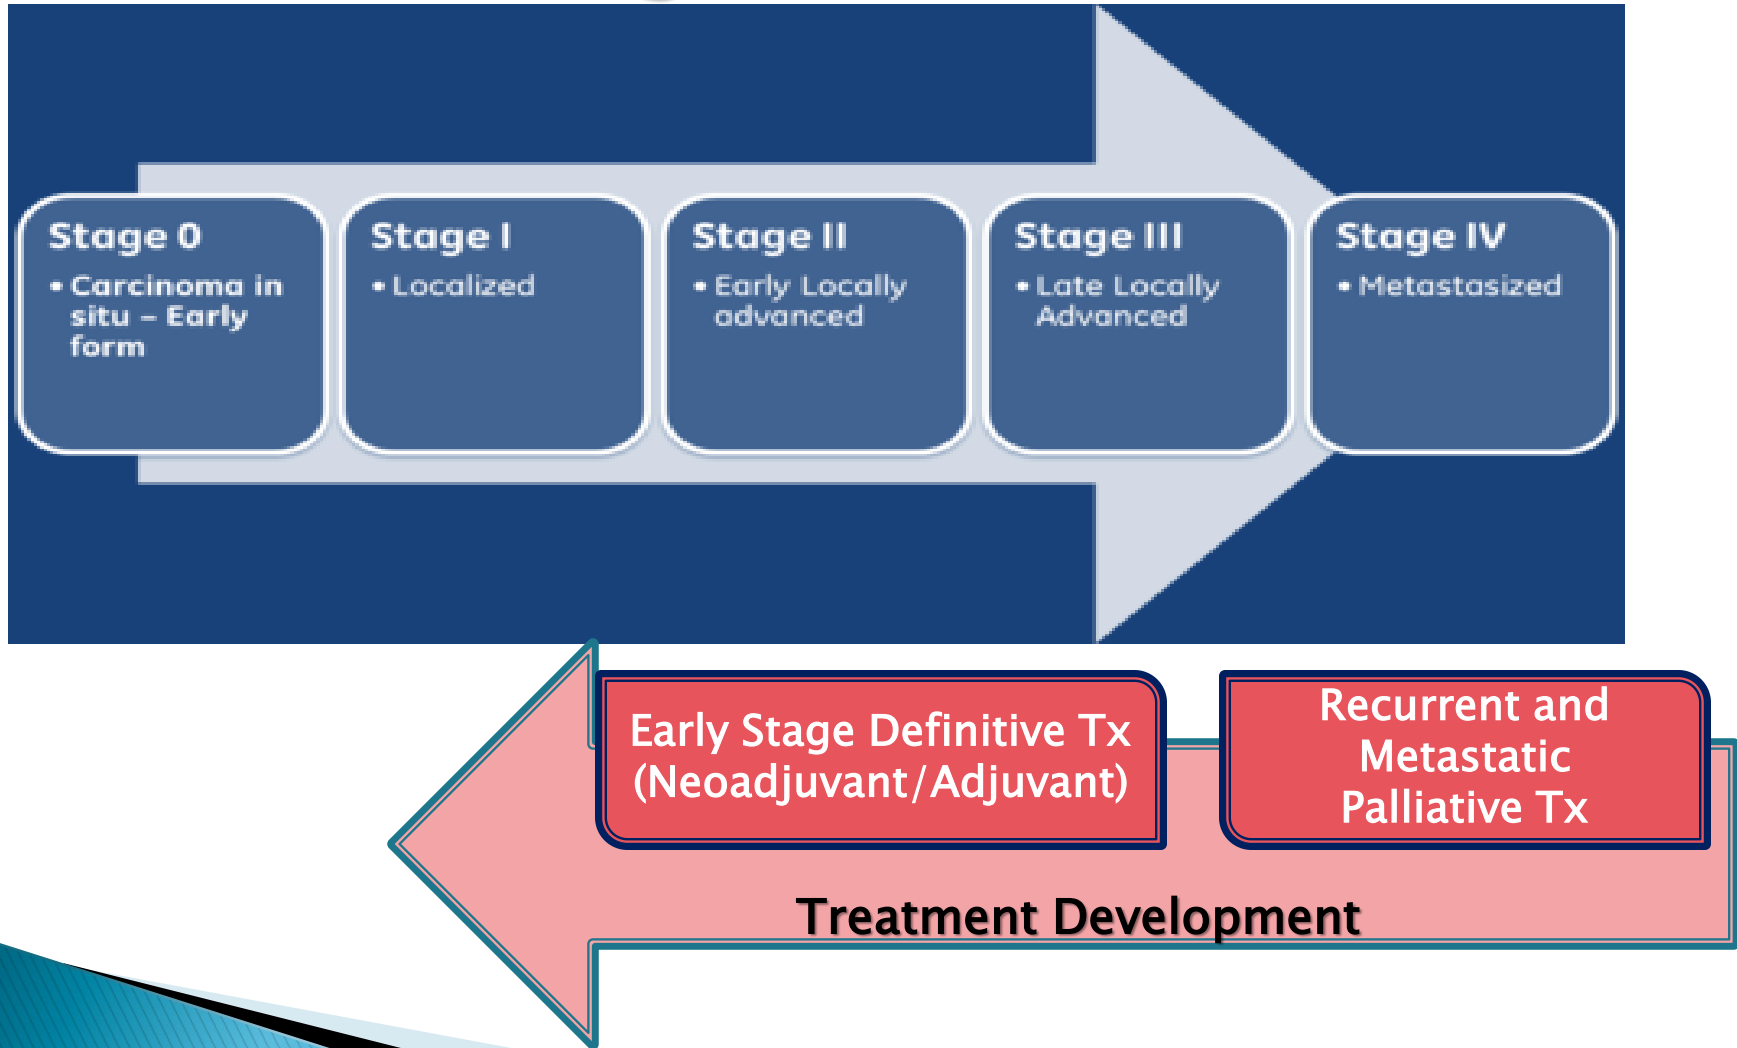 Stage 0
• Carcinoma in
situ – Early
form
Stage I
• Localized
Stage II
• Early Locally
advanced
Stage III
• Late Locally
Advanced
Stage IV
• Metastasized
Early Stage Definitive Tx
(Neoadjuvant/Adjuvant)
Recurrent and
Metastatic
Palliative Tx
Treatment Development